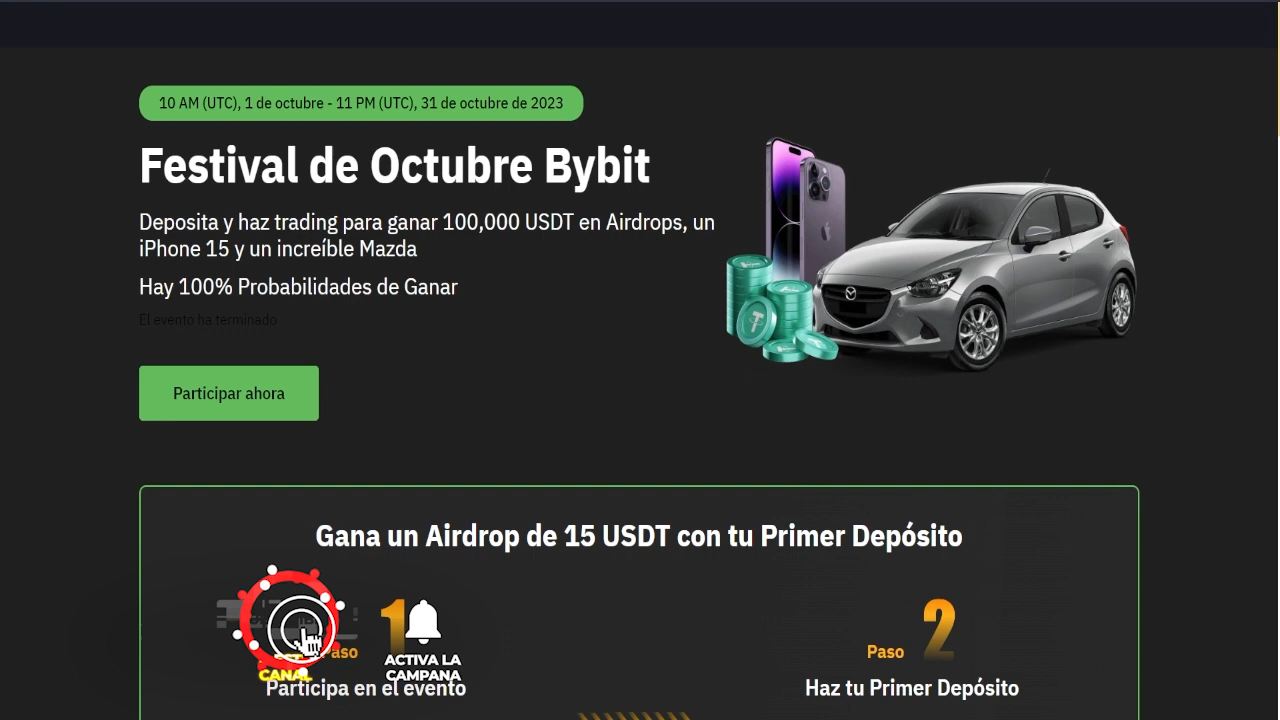 10 AM (UTC), 1 de octubre - 11 PM (UTC), 31 de octubre de 2023
Festival de Octubre Bybit
Deposita y haz trading para ganar 100,000 USDT en Airdrops, un
iPhone 15 y un increíble Mazda
Hay 100% Probabilidades de Ganar
El evento ha terminado
Participar ahora
Gana un Airdrop de 15 USDT con tu Primer Depósito
Paso 1
ACTIVA LA
CAMPANA
CANAL
Participa en el evento
Paso 2
Haz tu Primer Depósito